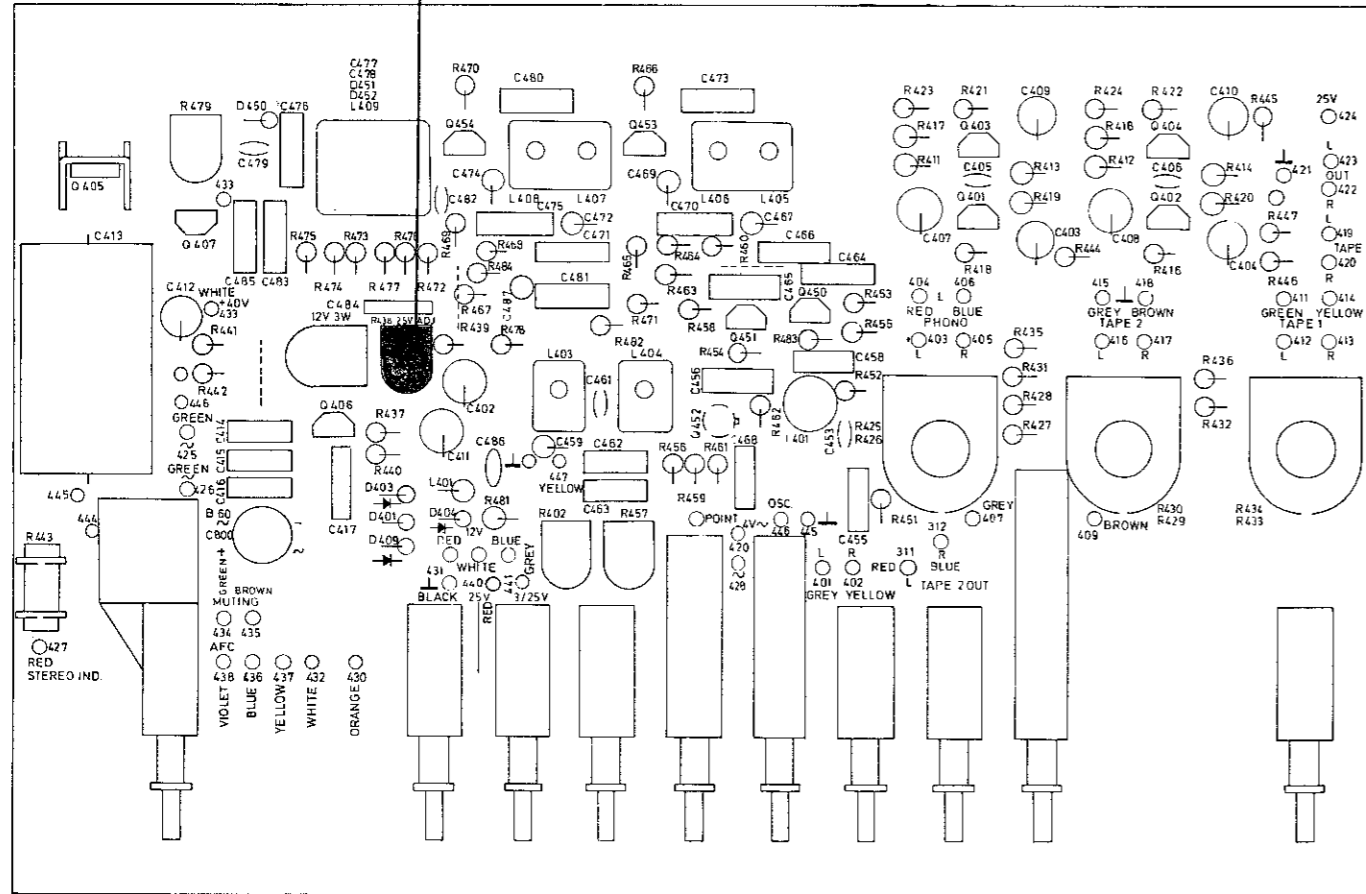 C477
C478
D451
D452
L409
R470
C480
R466
C473
R423
R421
C409
R424
R422
C410
R445
25V
424
R479
D450
C476
Q454
Q453
R417
Q403
R418
Q404
L
423
OUT
422
R
C479
R411
C405
R413
R412
C406
R414
421
Q405
433
C474
C482
L408
L407
C469
L406
L405
Q401
R419
Q402
R420
R447
L
419
TAPE
420
R
C475
C472
C470
C467
C413
Q407
R475
R473
R476
R469
R468
C471
R465
R464
R460
C466
C407
C403
R444
C408
C404
C485
C483
R474
R477
R472
R484
C481
R463
C465
C464
R418
R416
R446
C412
WHITE
+40V
433
C484
R467
C487
R471
R458
Q450
R453
404
L
406
RED
BLUE
PHONO
403
405
R
415
418
GREY
BROWN
TAPE 2
416
L
417
R
411
414
GREEN
YELLOW
TAPE 1
412
L
413
R
12V 3W
R438 25V ADJ
R441
R439
R478
R482
Q451
R483
R455
R435
L403
L404
R454
C458
R442
446
C402
C461
C456
R452
R431
R436
GREEN
425
Q406
R437
C411
Q452
R462
L401
C453
R425
R426
R428
R427
R432
C414
C415
C416
GREEN
426
R440
C486
C459
C462
447
YELLOW
R456
R461
C468
445
D403
L401
R481
C463
R459
B 60
C800
C417
D401
D404
12V
R402
R457
POINT
4V~
OSC.
446
445
C455
R451
GREY
407
BROWN
409
R430
R429
R434
R433
444
R443
D409
RED
BLUE
WHITE
GREY
420
428
L
R
401
402
GREY YELLOW
RED
311
L
312
R
BLUE
TAPE 2OUT
GREEN +
BROWN
431
440
441
BLACK
25V
RED
3/25V
MUTING
434
435
427
RED
STEREO IND.
AFC
438
436
437
432
430
VIOLET
BLUE
YELLOW
WHITE
ORANGE